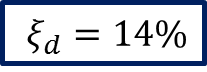 ξ_d = 14%